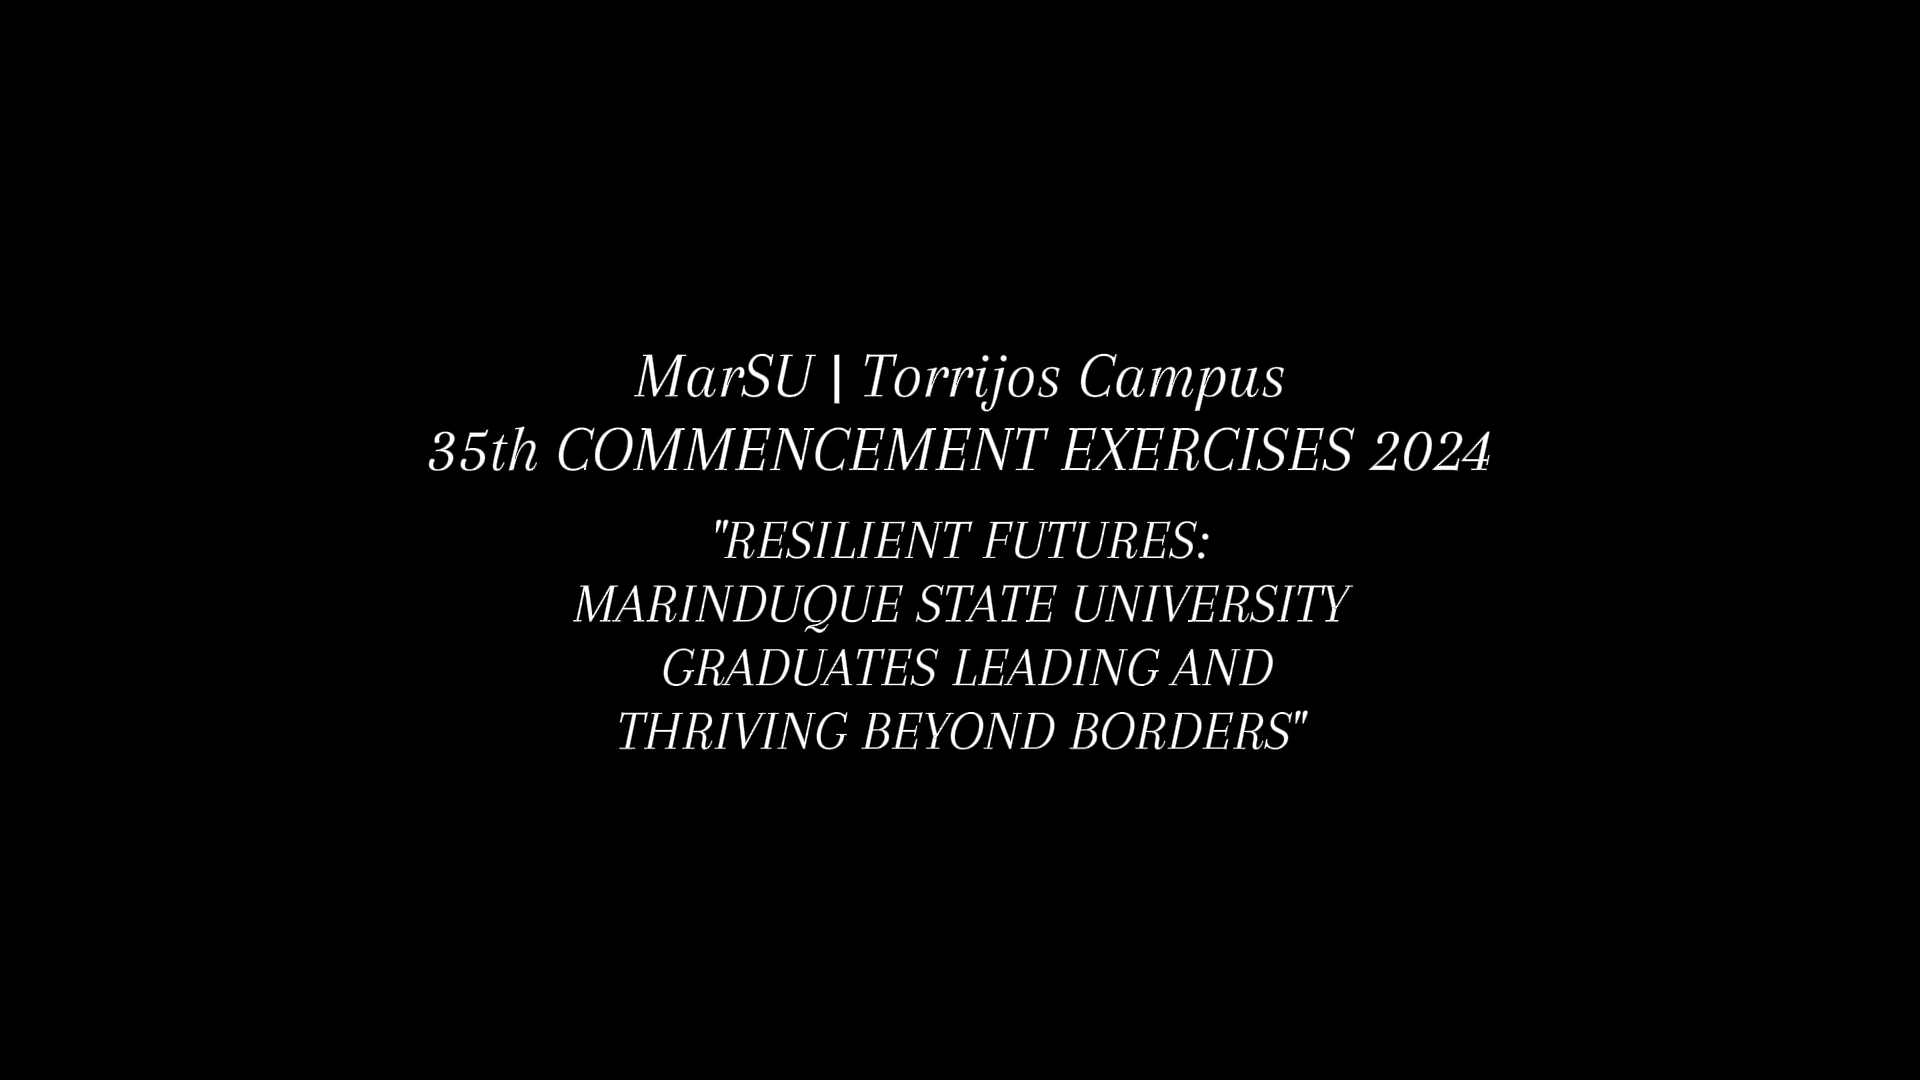 MarSU | Torrijos Campus
35th COMMENCEMENT EXERCISES 2024
"RESILIENT FUTURES:
MARINDUQUE STATE UNIVERSITY
GRADUATES LEADING AND
THRIVING BEYOND BORDERS"